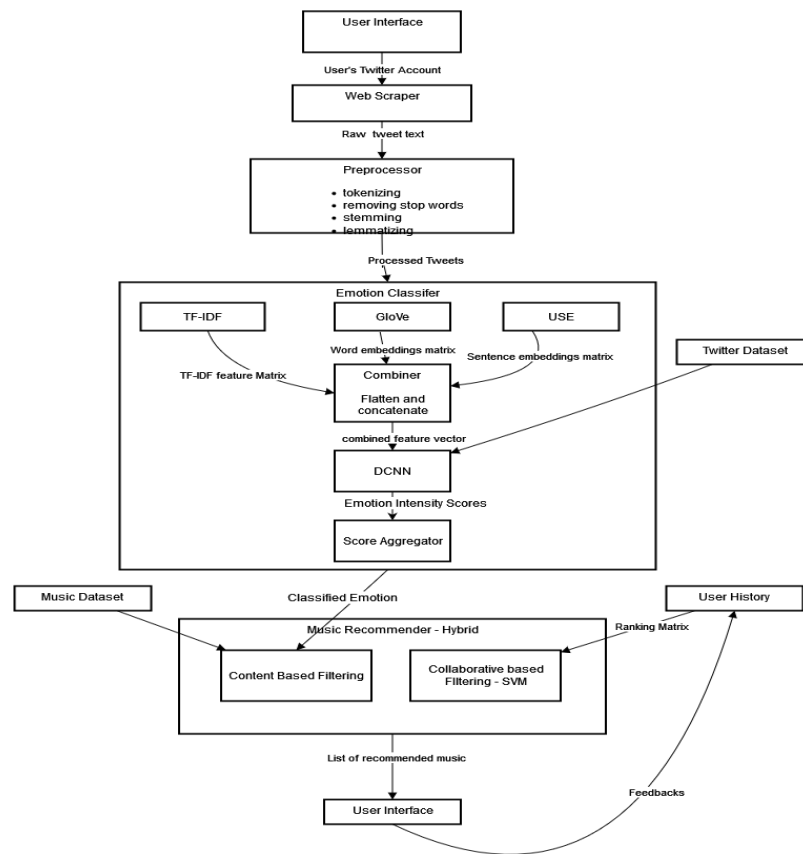 User Interface
User's Twitter Account
Web Scraper
Raw tweet text
Preprocessor
• tokenizing
• removing stop words
• stemming
• lemmatizing
Processed Tweets
Emotion Classifer
TF-IDF
GloVe
USE
Word embeddings matrix
Sentence embeddings matrix
Twitter Dataset
TF-IDF feature Matrix
Combiner
Flatten and
concatenate
combined feature vector
DCNN
Emotion Intensity Scores
Score Aggregator
Music Dataset
Classified Emotion
User History
Ranking Matrix
Music Recommender - Hybrid
Content Based Filtering
Collaborative based
FIltering - SVM
List of recommended music
Feedbacks
User Interface